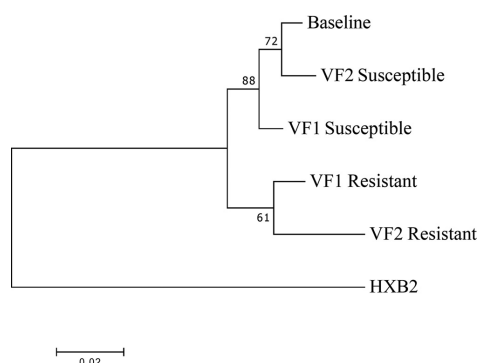 Baseline
72
VF2 Susceptible
88
VF1 Susceptible
VF1 Resistant
61
VF2 Resistant
HXB2
0.02